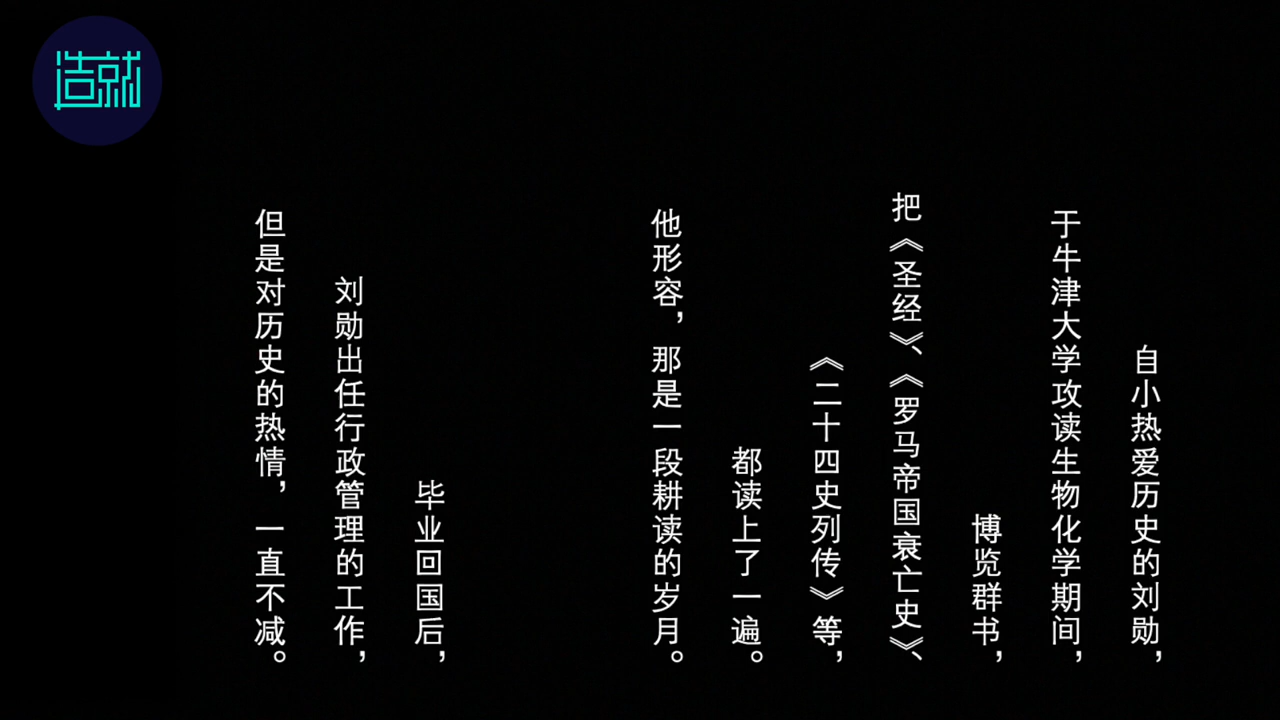 造就
自小热爱历史的刘勋，
于牛津大学攻读生物化学期间，
博览群书，
把《圣经》、《罗马帝国衰亡史》、
《二十四史列传》等，
都读上了一遍。
他形容，那是一段耕读的岁月。
毕业回国后，
刘勋出任行政管理的工作，
但是对历史的热情，一直不减。